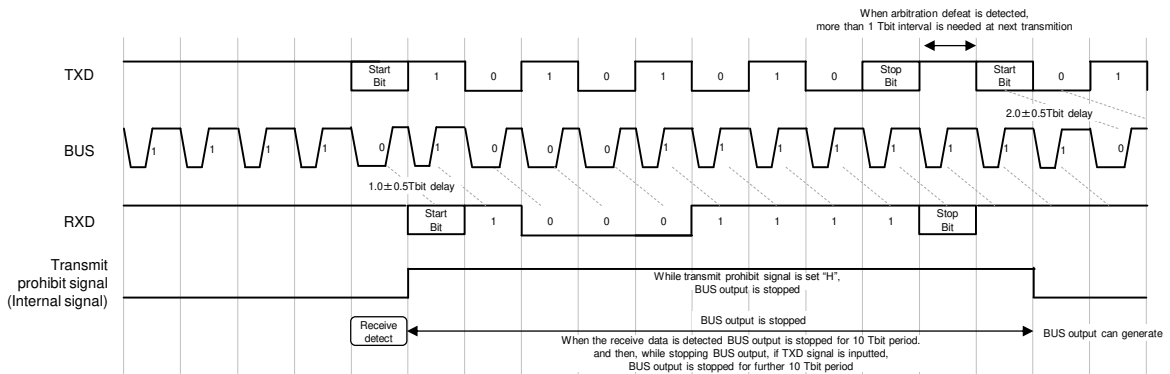 When arbitration defeat is detected,
more than 1 Tbit interval is needed at next transmition
TXD
Start
Bit
1 0 1 0 1 0 1 0
Stop
Bit
Start
Bit
0 1
2.0±0.5Tbit delay
BUS
1 1 1 1 0 1 0 0 0 1 1 1 1 1 1 1 1 0
1.0±0.5Tbit delay
RXD
Start
Bit
1 0 0 0 1 1 1 1
Stop
Bit
Transmit
prohibit signal
(Internal signal)
While transmit prohibit signal is set "H",
BUS output is stopped
Receive
detect
BUS output is stopped
BUS output can generate
When the receive data is detected BUS output is stopped for 10 Tbit period.
and then, while stopping BUS output, if TXD signal is inputted,
BUS output is stopped for further 10 Tbit period